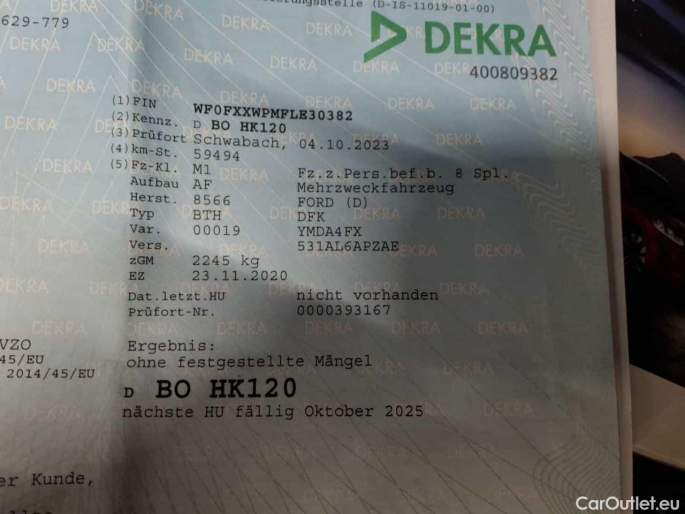 (D-IS-11019-01-00)
629-779
DEKRA
400809382
(1) FIN WF0FXXWPMFLE30382
(2) Kennz. D BO HK120
(3) Prüfort Schwabach, 04.10.2023
(4) km-St. 59494
(5) Fz-Kl. M1 Fz.z.Pers.bef.b. 8 Spl.
Aufbau AF Mehrzweckfahrzeug
Herst. 8566 FORD (D)
Typ BTH DFK
Var. 00019 YMDA4FX
Vers. 531AL6APZAE
zGM 2245 kg
EZ 23.11.2020
Dat.letzt.HU nicht vorhanden
Prüfort-Nr. 0000393167
VZO
45/EU
2014/45/EU
Ergebnis:
ohne festgestellte Mängel
D BO HK120
nächste HU fällig Oktober 2025
er Kunde,
CarOutlet.eu